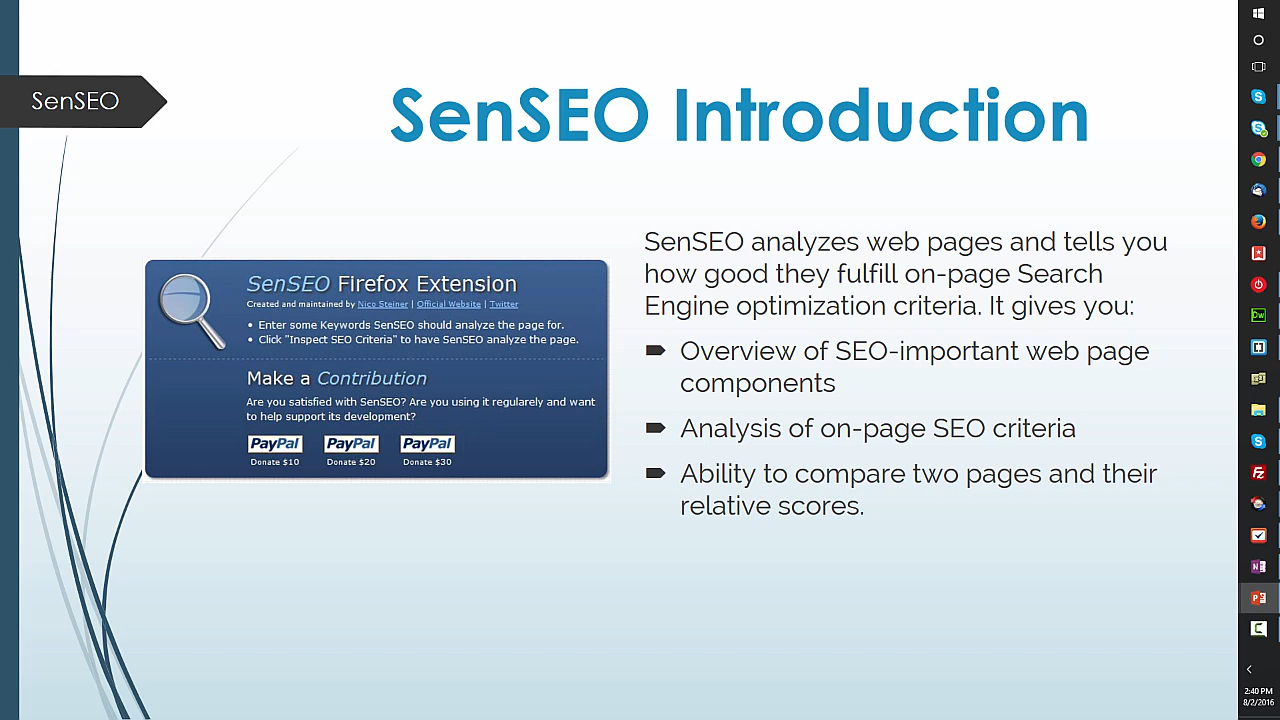 SenSEO
SenSEO Introduction
SenSEO Firefox Extension
Created and maintained by Nico Steiner | Official Website | Twitter
• Enter some Keywords SenSEO should analyze the page for.
• Click "Inspect SEO Criteria" to have SenSEO analyze the page.
Make a Contribution
Are you satisfied with SenSEO? Are you using it regularely and want
to help support its development?
PayPal PayPal PayPal
Donate $10 Donate $20 Donate $30
SenSEO analyzes web pages and tells you
how good they fulfill on-page Search
Engine optimization criteria. It gives you:
Overview of SEO-important web page
components
Analysis of on-page SEO criteria
Ability to compare two pages and their
relative scores.
Dw
2:40 PM
8/2/2016